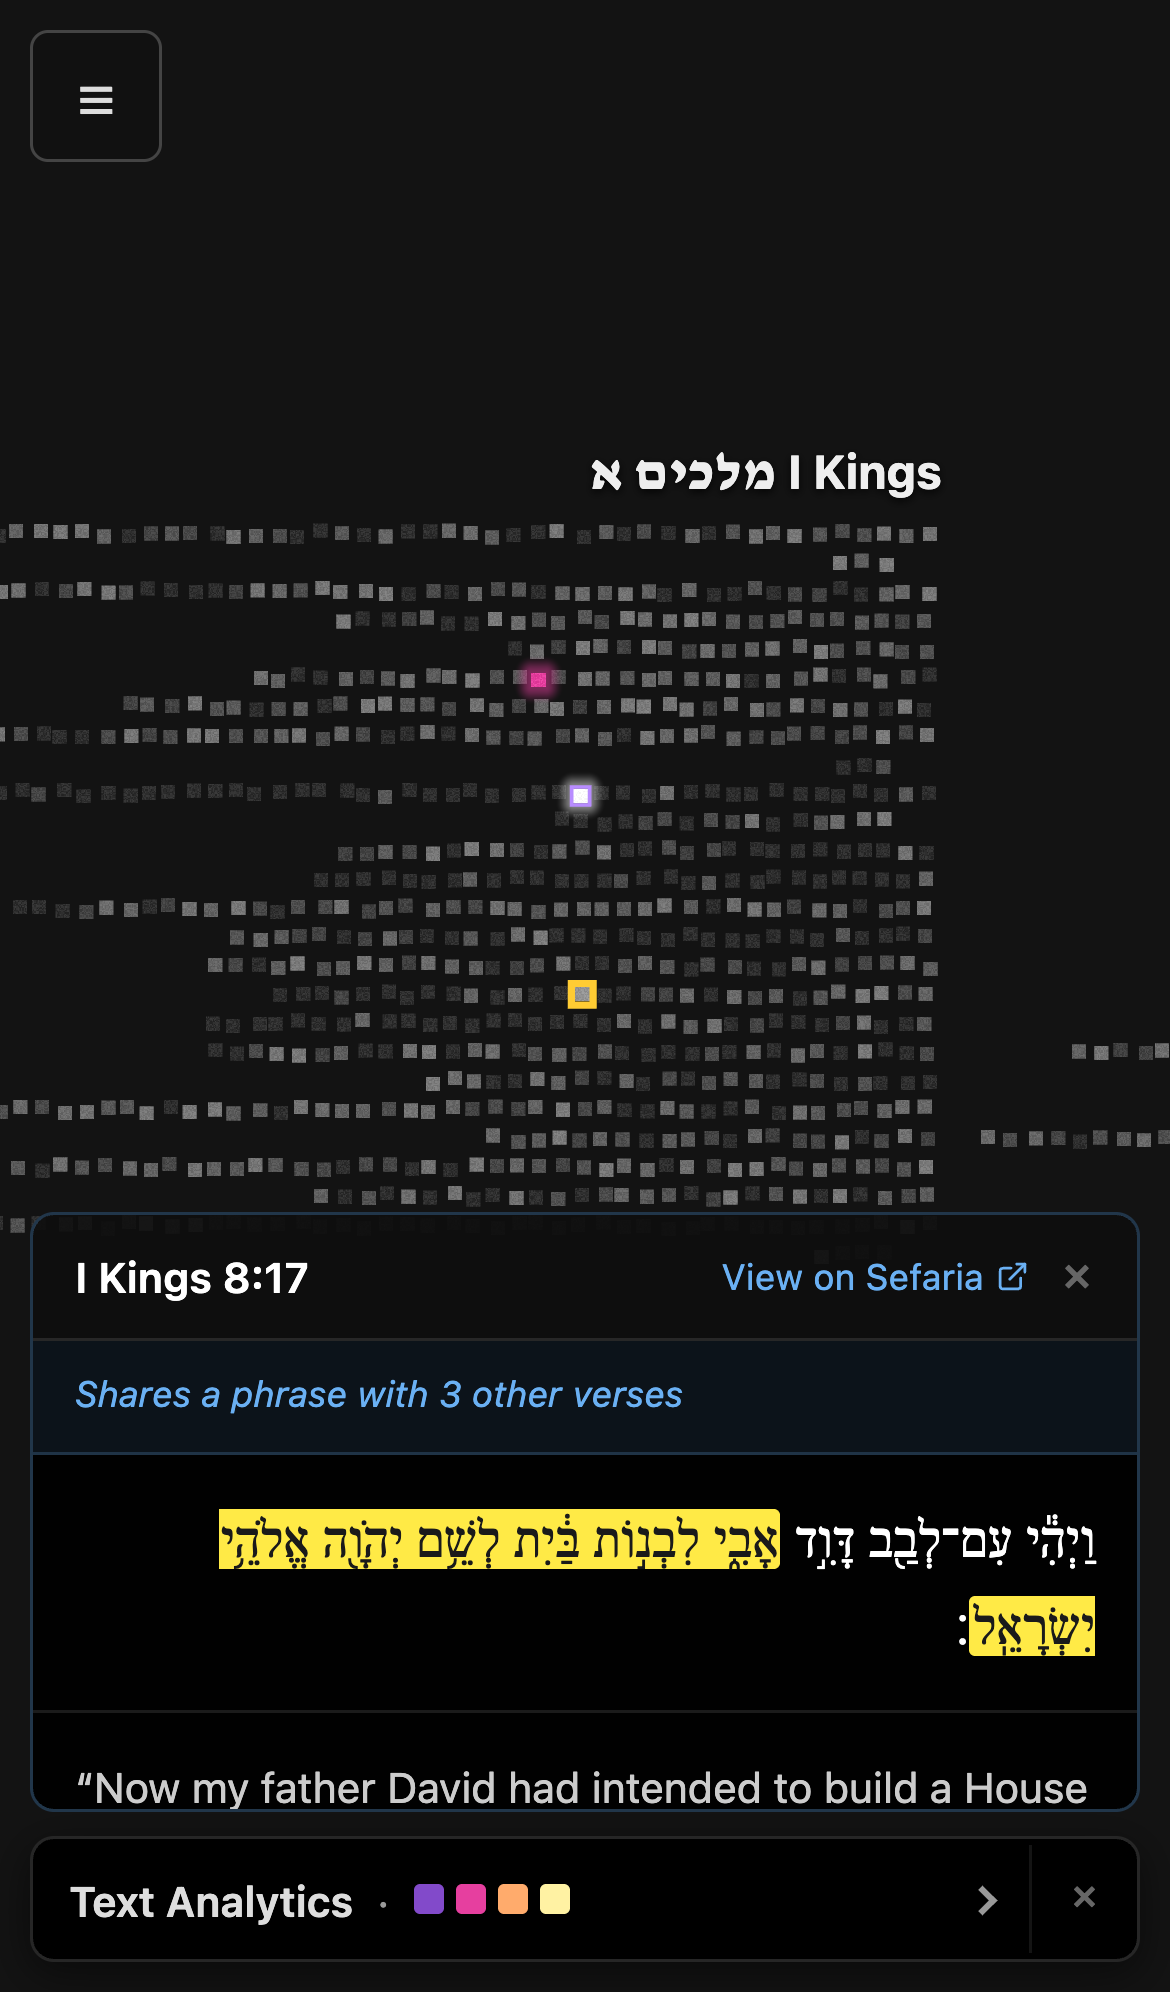 מלכים א I Kings
I Kings 8:17
View on Sefaria
Shares a phrase with 3 other verses
וַיְהִ֕י עִם־לְבַ֖ב דָּוִ֣ד אָבִ֑י לִבְנ֣וֹת בַּ֔יִת לְשֵׁ֥ם יְהֹוָ֖ה אֱלֹהֵ֥י
יִשְׂרָאֵֽל׃
“Now my father David had intended to build a House
Text Analytics ·